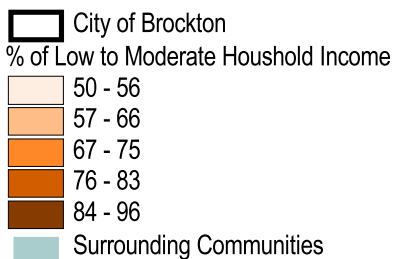 City of Brockton
% of Low to Moderate Houshold Income
50 - 56
57 - 66
67 - 75
76 - 83
84 - 96
Surrounding Communities